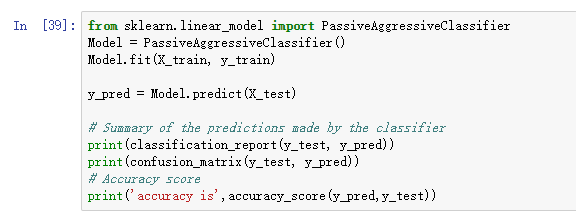 In [39]: from sklearn.linear_model import PassiveAggressiveClassifier
Model = PassiveAggressiveClassifier()
Model.fit(X_train, y_train)
y_pred = Model.predict(X_test)
# Summary of the predictions made by the classifier
print(classification_report(y_test, y_pred))
print(confusion_matrix(y_test, y_pred))
# Accuracy score
print('accuracy is',accuracy_score(y_pred,y_test))